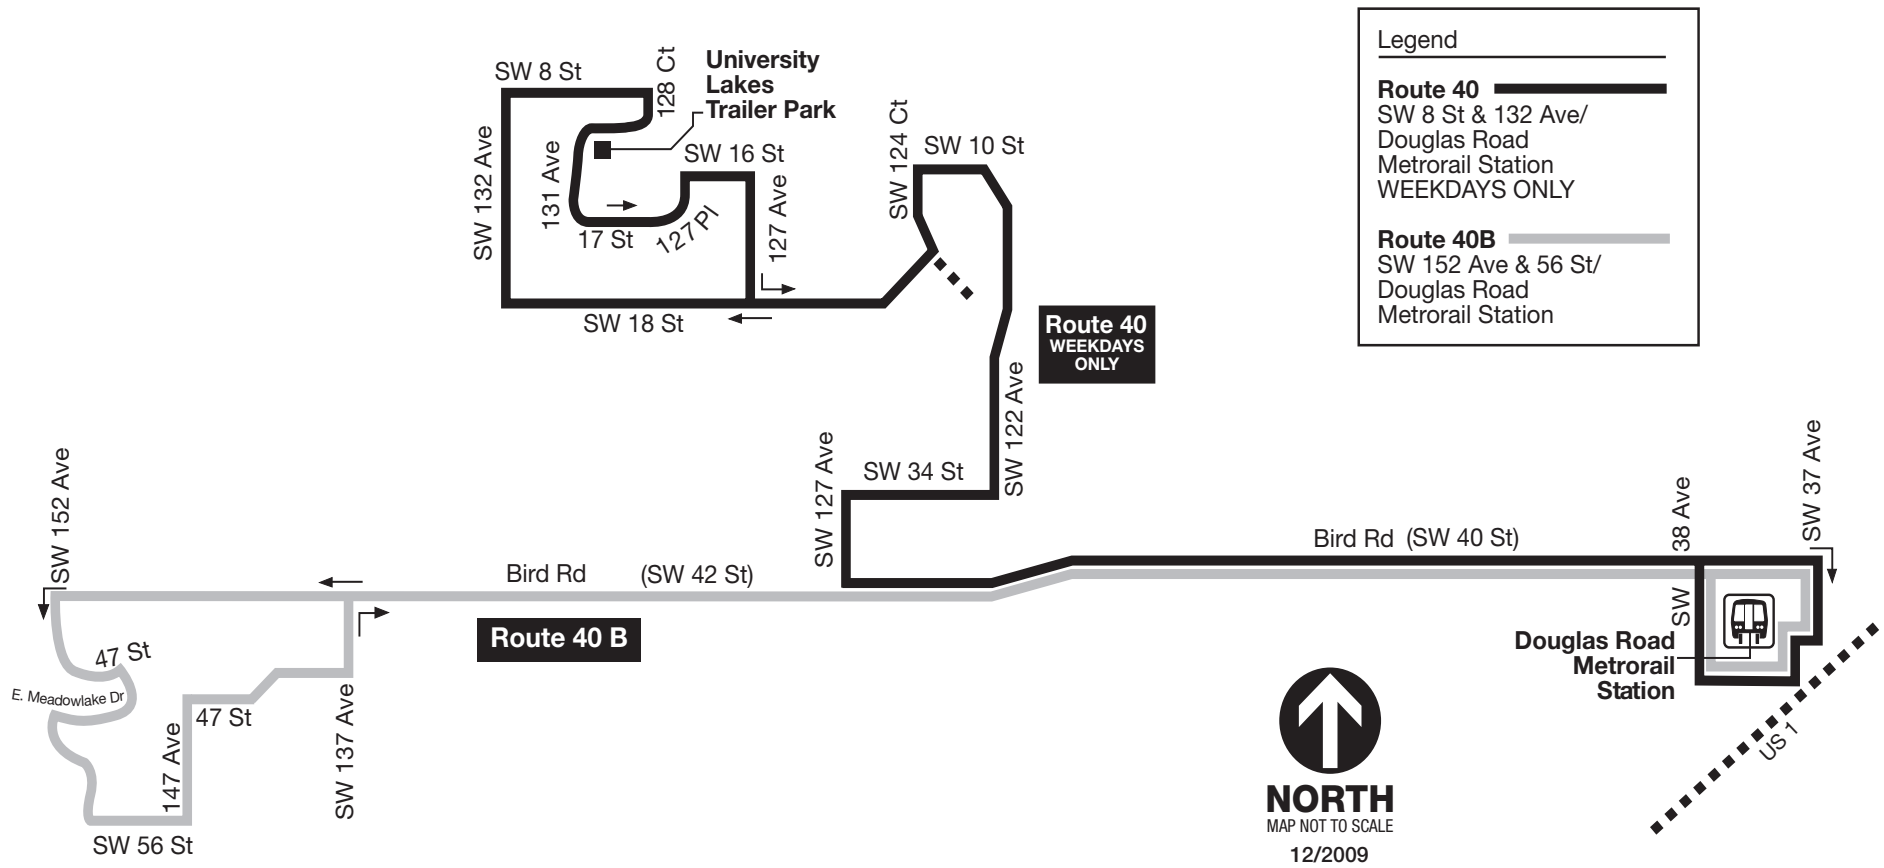 Legend
Route 40
SW 8 St & 132 Ave/
Douglas Road
Metrorail Station
WEEKDAYS ONLY
Route 40B
SW 152 Ave & 56 St/
Douglas Road
Metrorail Station
SW 8 St
128 Ct
University
Lakes
Trailer Park
SW 132 Ave
131 Ave
SW 16 St
17 St
127 Pl
127 Ave
SW 18 St
SW 124 Ct
SW 10 St
Route 40
WEEKDAYS
ONLY
SW 122 Ave
SW 34 St
SW 127 Ave
SW 152 Ave
Bird Rd (SW 42 St)
Bird Rd (SW 40 St)
SW 38 Ave
SW 37 Ave
Route 40 B
47 St
E. Meadowlake Dr
47 St
147 Ave
SW 137 Ave
SW 56 St
Douglas Road
Metrorail
Station
US 1
NORTH
MAP NOT TO SCALE
12/2009